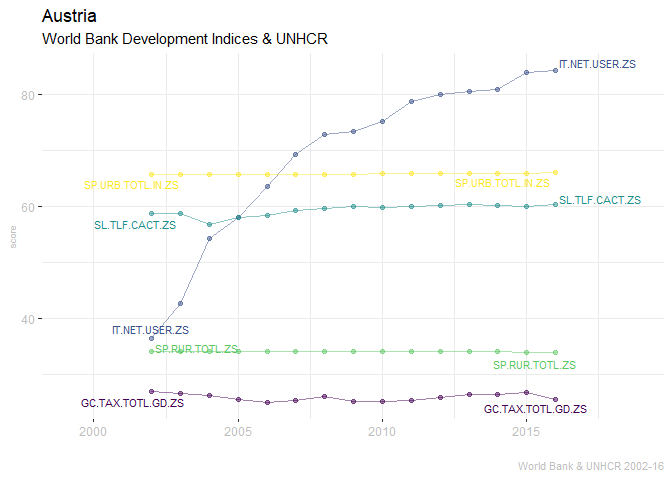 Austria
World Bank Development Indices & UNHCR
IT.NET.USER.ZS
80
SP.URB.TOTL.IN.ZS
SP.URB.TOTL.IN.ZS
60
SL.TLF.CACT.ZS
SL.TLF.CACT.ZS
score
IT.NET.USER.ZS
40
SP.RUR.TOTL.ZS
SP.RUR.TOTL.ZS
GC.TAX.TOTL.GD.ZS
GC.TAX.TOTL.GD.ZS
2000
2005
2010
2015
World Bank & UNHCR 2002-16